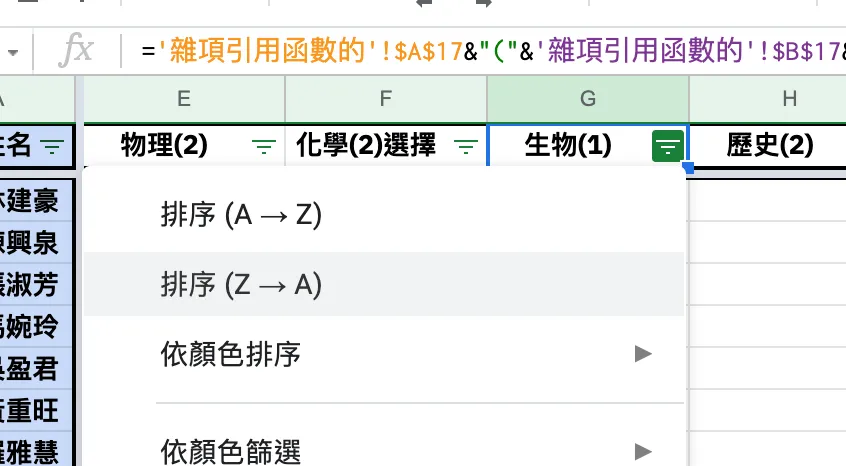 fx ='雜項引用函數的'!$A$17&"("&'雜項引用函數的'!$B$17
E F G H
名 物理(2) 化學(2)選擇 生物(1) 歷史(2)
建豪
興泉
淑芳
婉玲
盈君
重旺
雅慧
排序 (A → Z)
排序 (Z → A)
依顏色排序
依顏色篩選